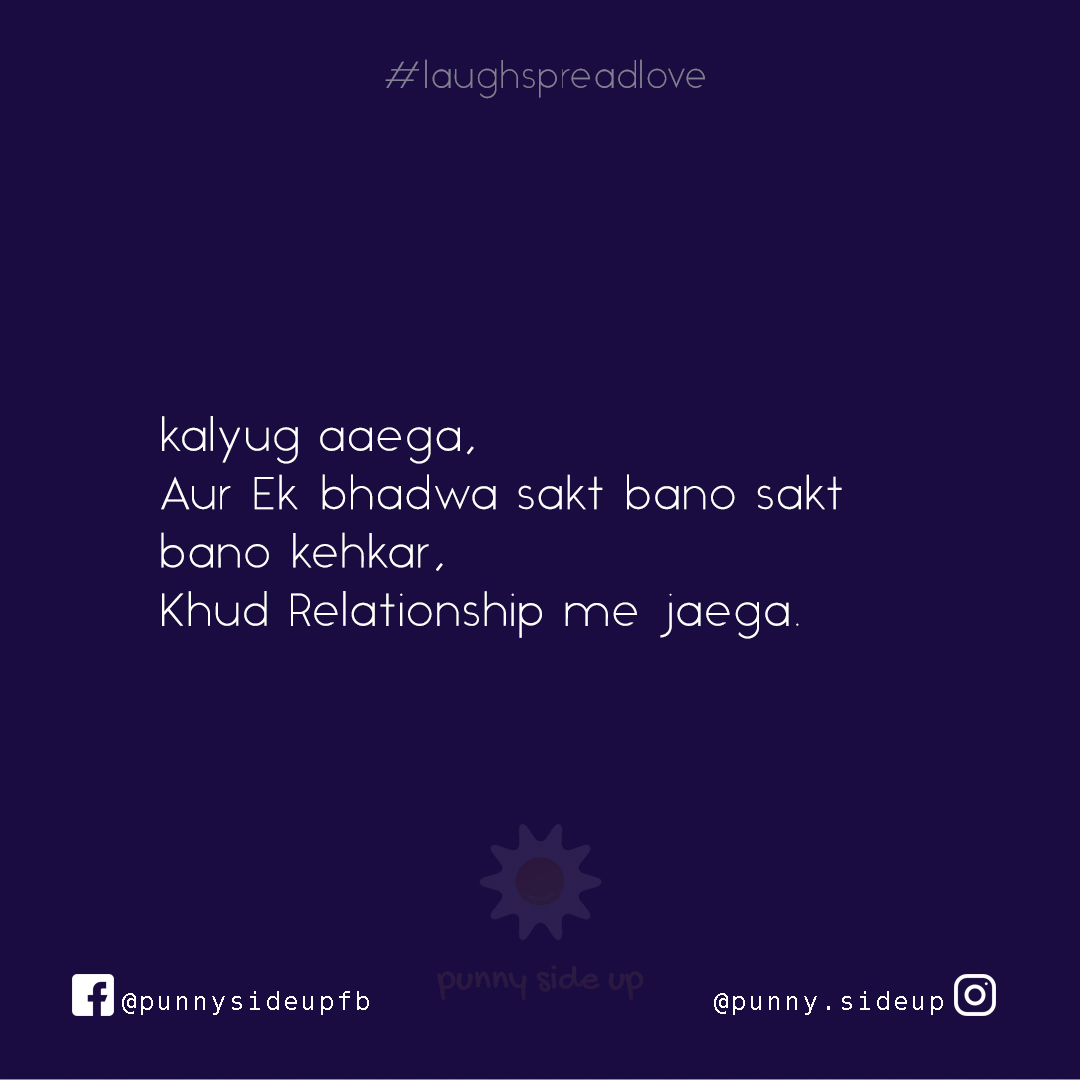 #laughspreadlove
kalyug aaega,
Aur Ek bhadwa sakt bano sakt
bano kehkar,
Khud Relationship me jaega.
punny side up
@punnysideupfb
@punny.sideup